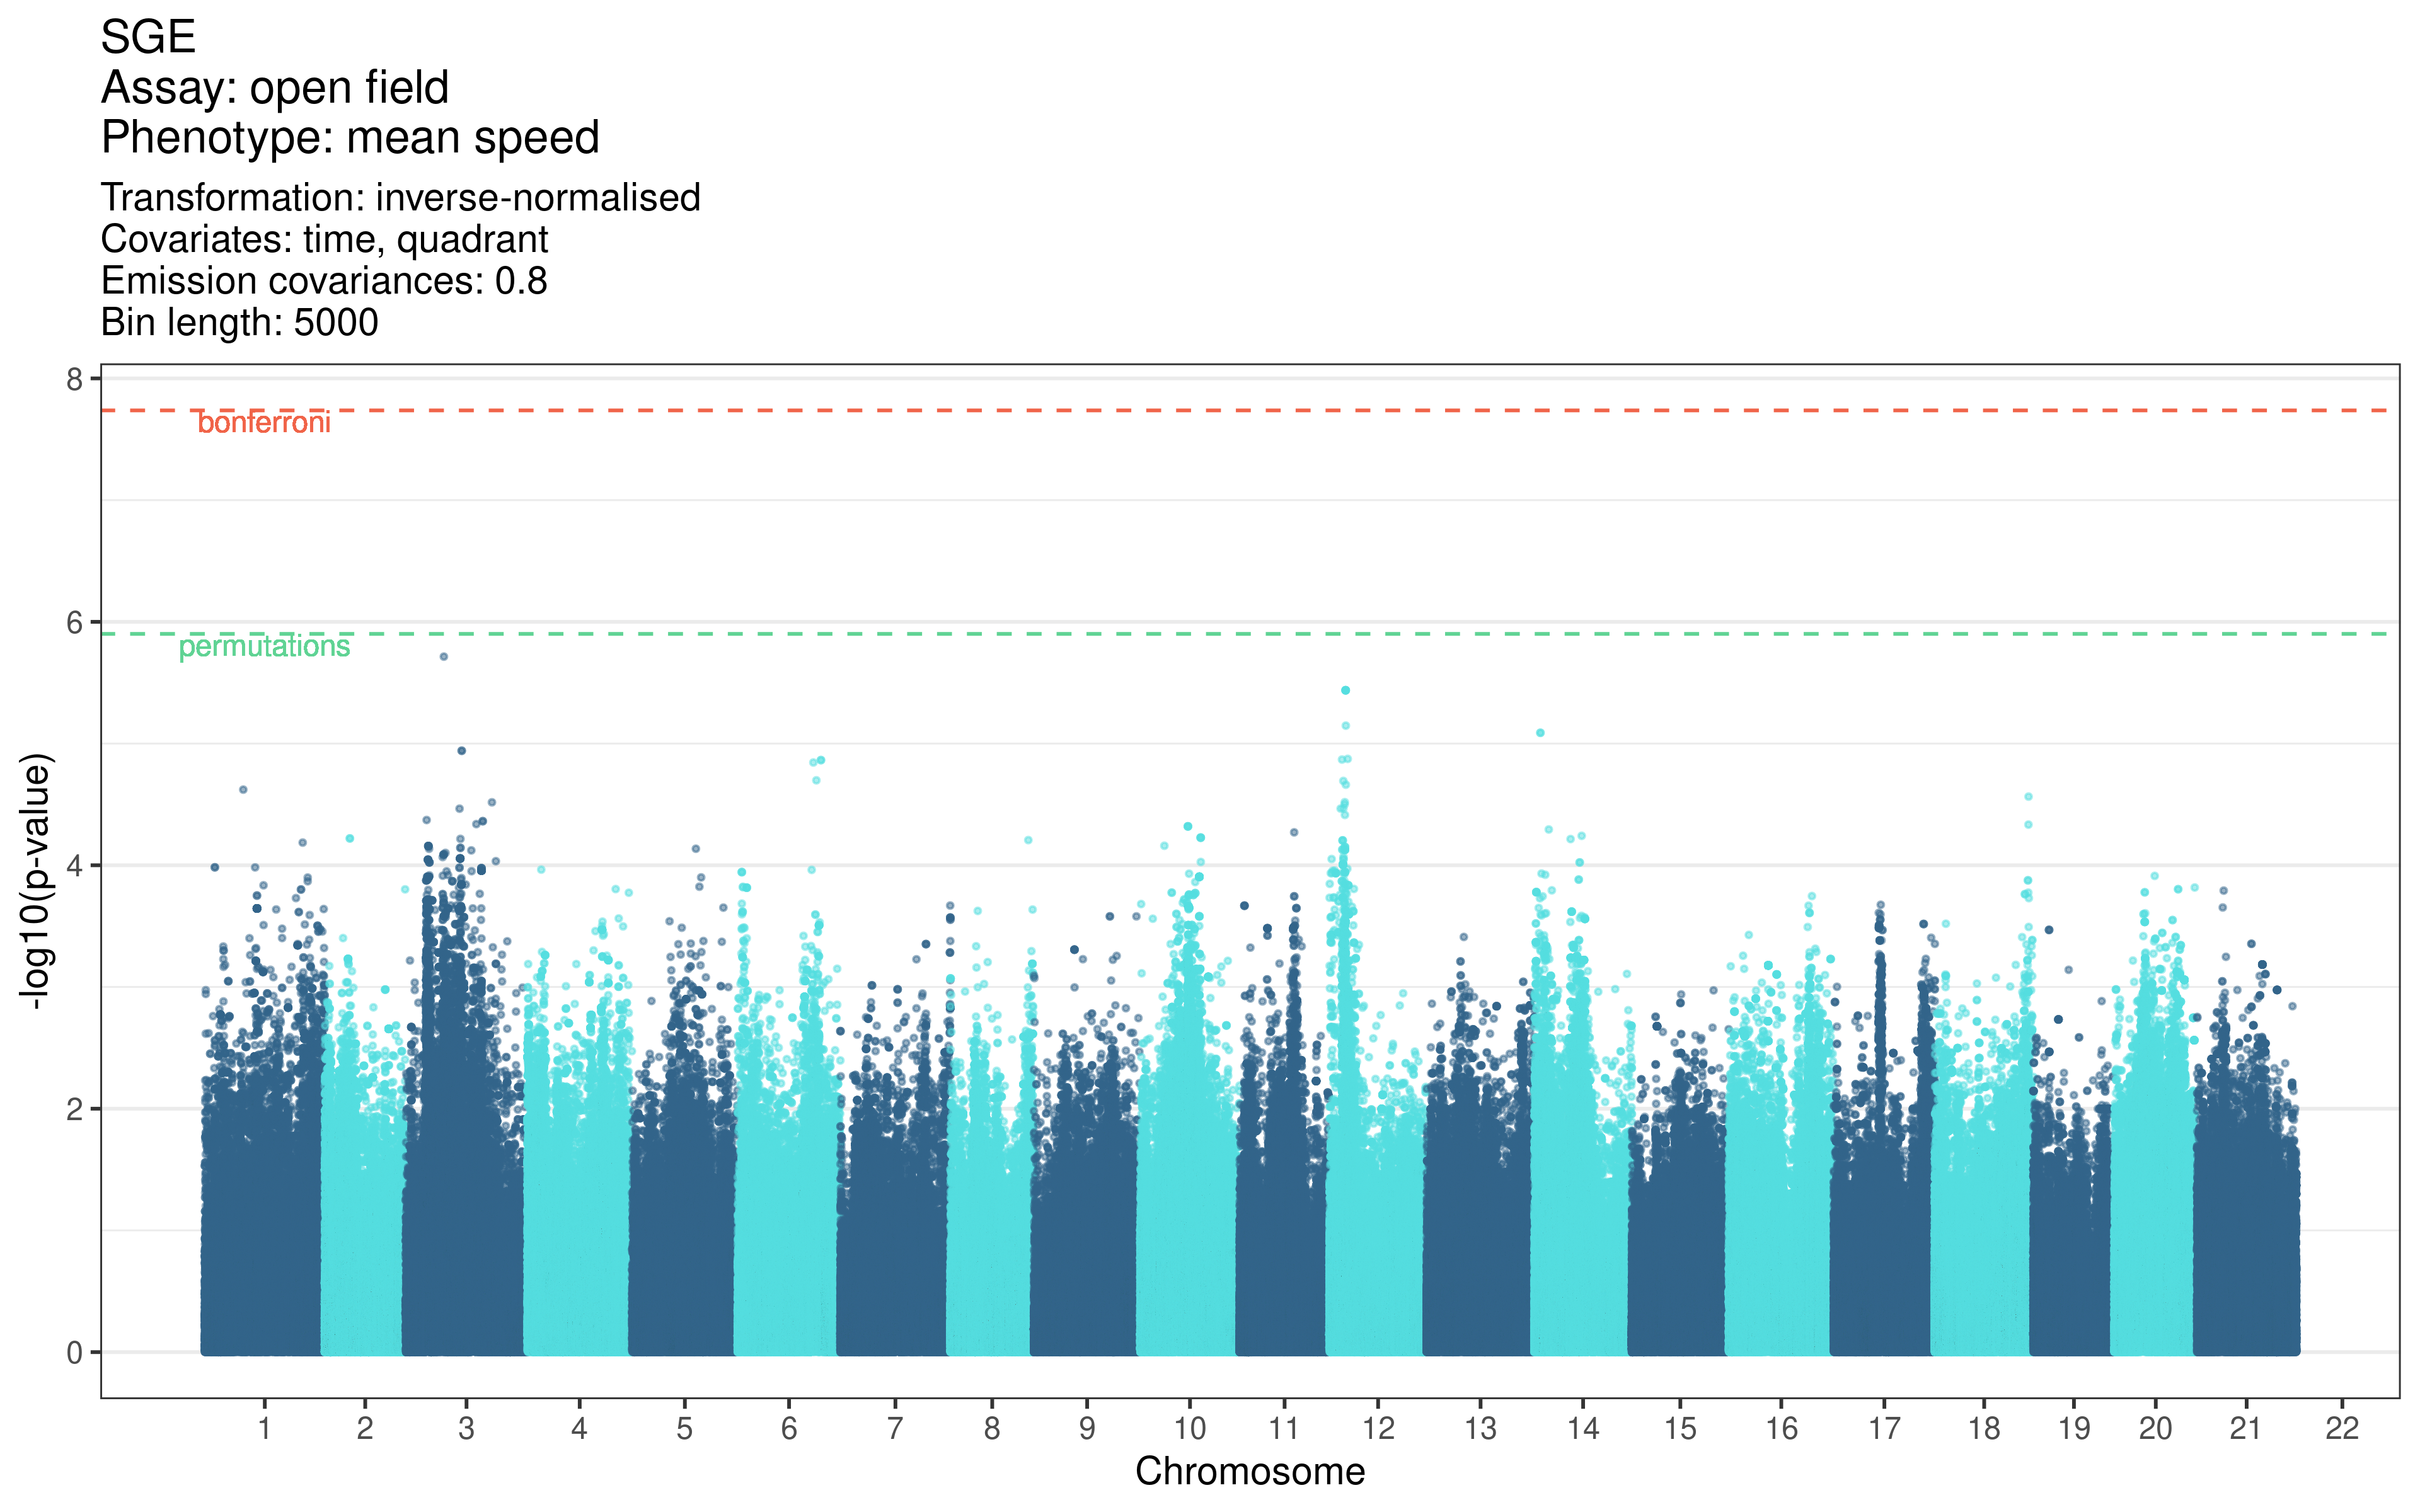 SGE
Assay: open field
Phenotype: mean speed
Transformation: inverse-normalised
Covariates: time, quadrant
Emission covariances: 0.8
Bin length: 5000
8
bonferroni
6
permutations
4
2
0
-log10(p-value)
1 2 3 4 5 6 7 8 9 10 11 12 13 14 15 16 17 18 19 20 21 22
Chromosome